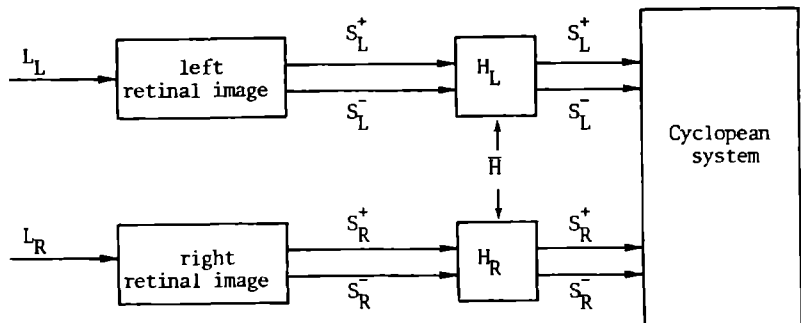 L_L
left
retinal image
S_L^+
S_L^-
H_L
S_L^+
S_L^-
Cyclopean
system
H̅
L_R
right
retinal image
S_R^+
S_R^-
H_R
S_R^+
S_R^-